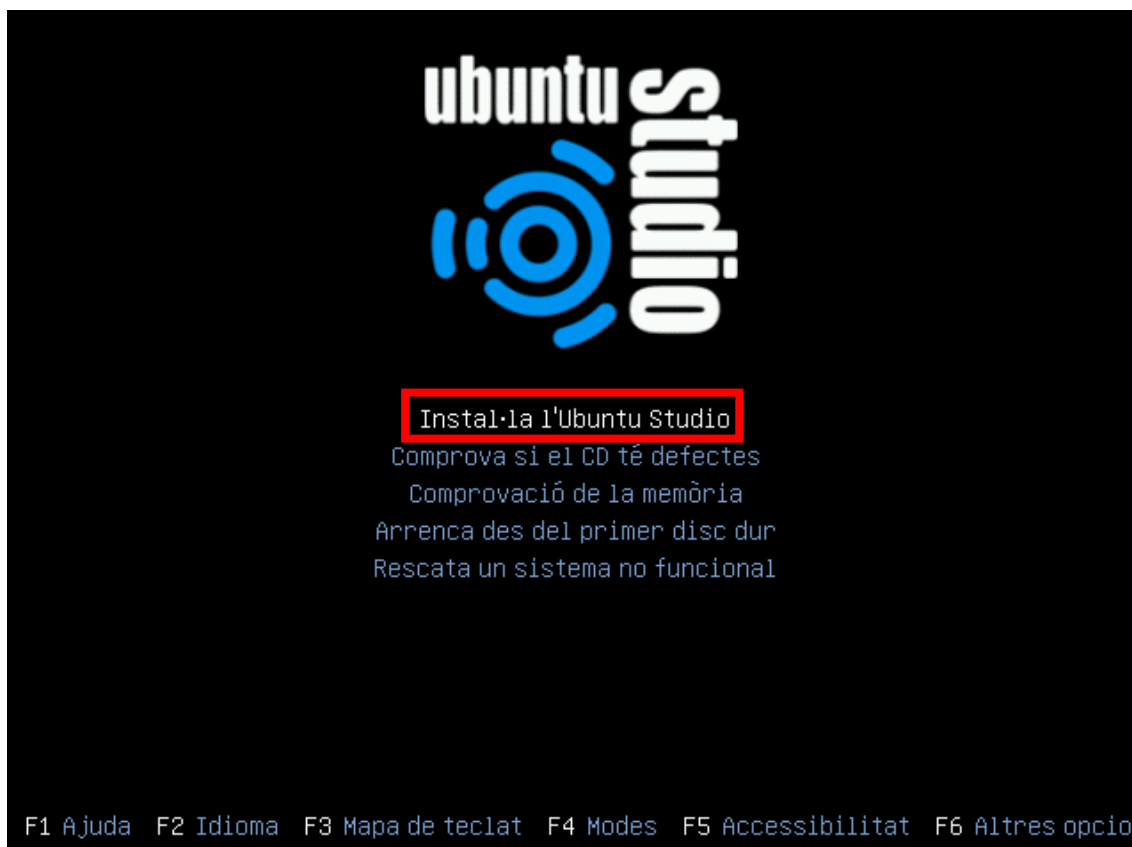 ubuntu studio
Instal·la l'Ubuntu Studio
Comprova si el CD té defectes
Comprovació de la memòria
Arrenca des del primer disc dur
Rescata un sistema no funcional
F1 Ajuda F2 Idioma F3 Mapa de teclat F4 Modes F5 Accessibilitat F6 Altres opcio